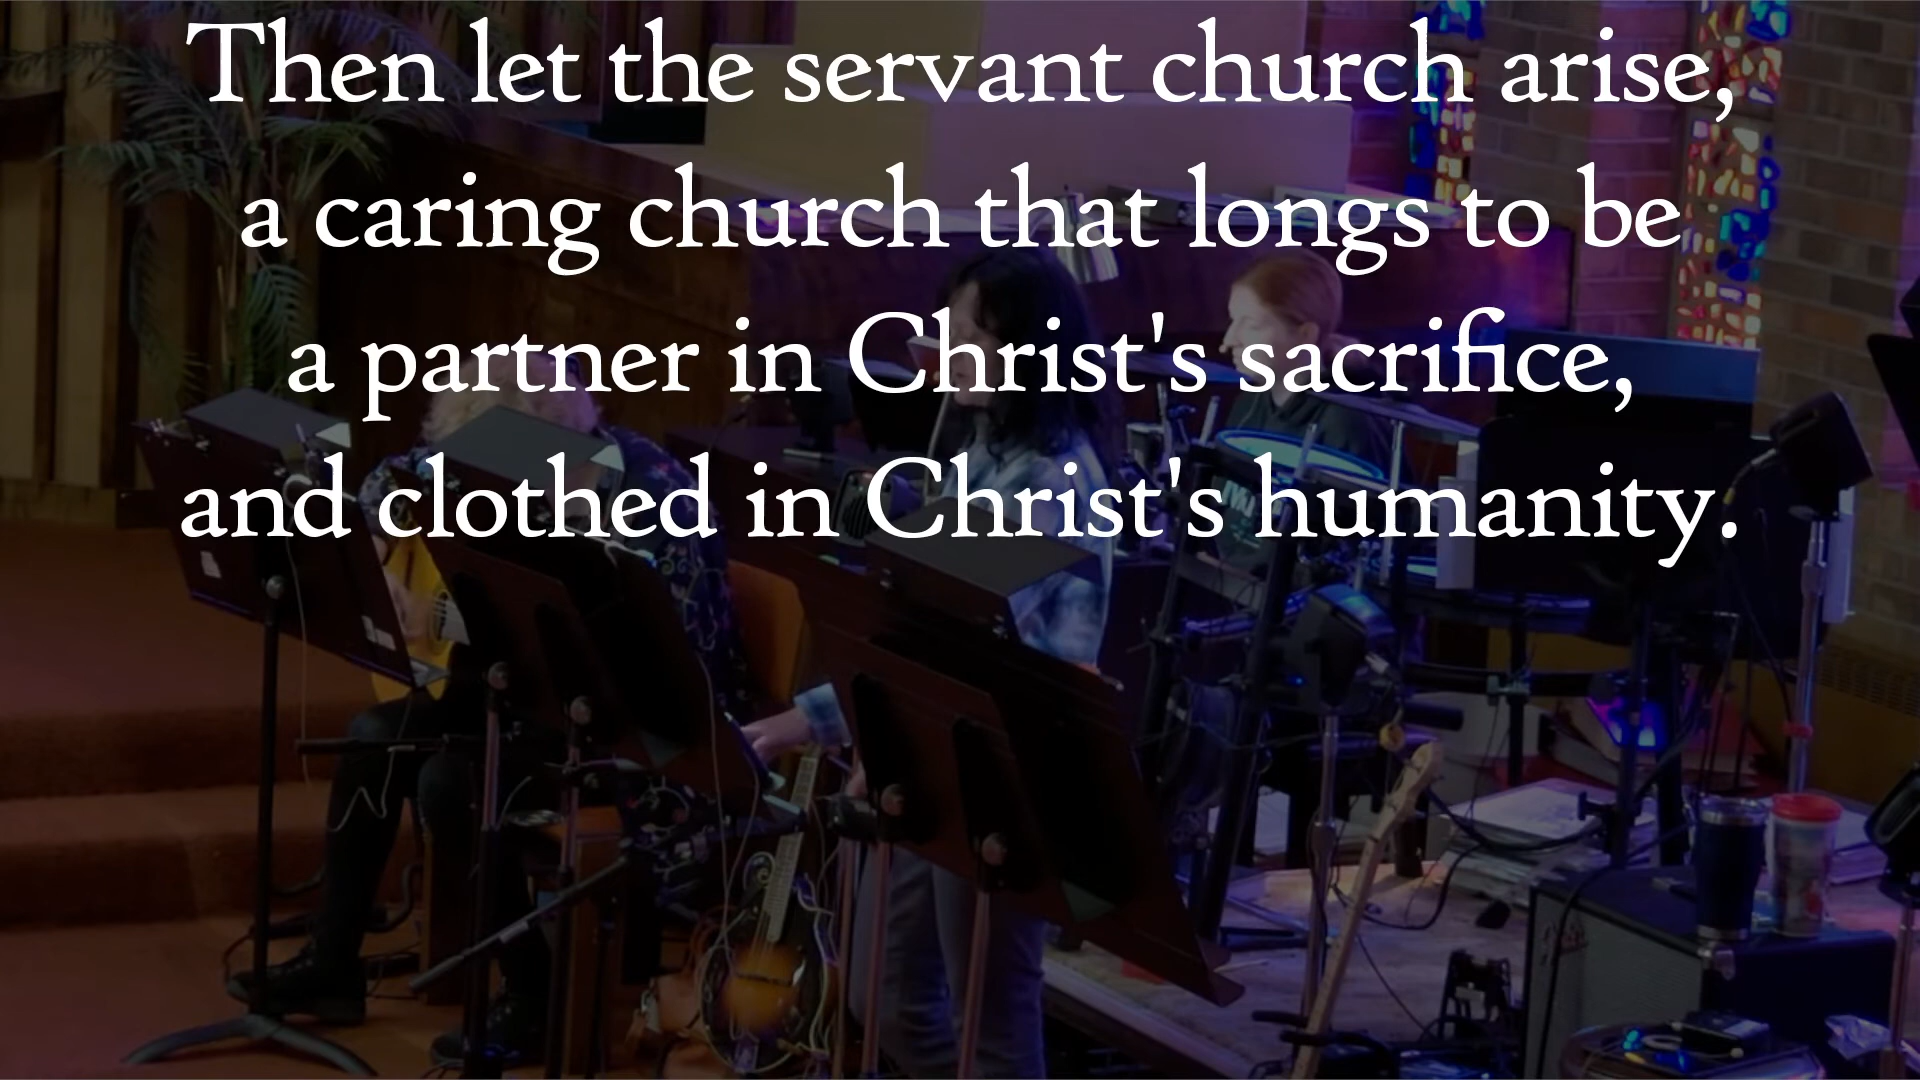 Then let the servant church arise,
a caring church that longs to be
a partner in Christ's sacrifice,
and clothed in Christ's humanity.